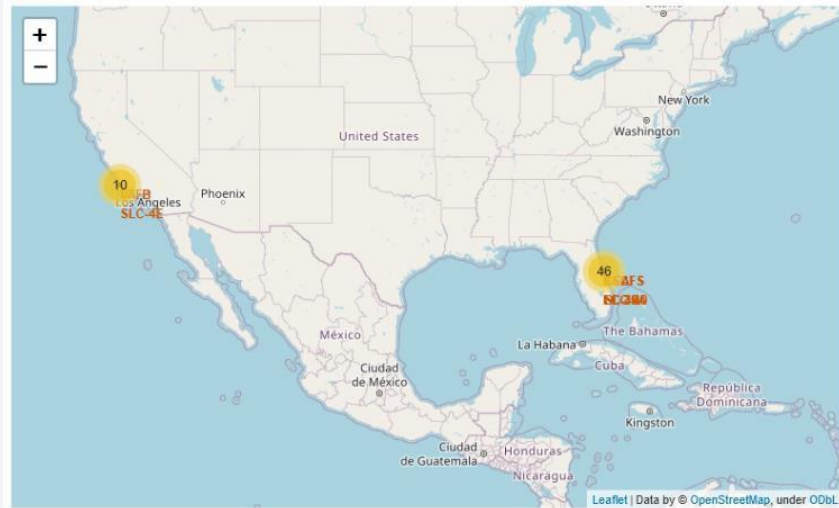 +
−
Ottawa
New York
Washington
United States
10
Los Angeles
SLC-4E
Phoenix
46
The Bahamas
La Habana
Cuba
México
Ciudad
de México
República
Dominicana
Kingston
Ciudad
de Guatemala
Honduras
Nicaragua
Leaflet | Data by © OpenStreetMap, under ODbL